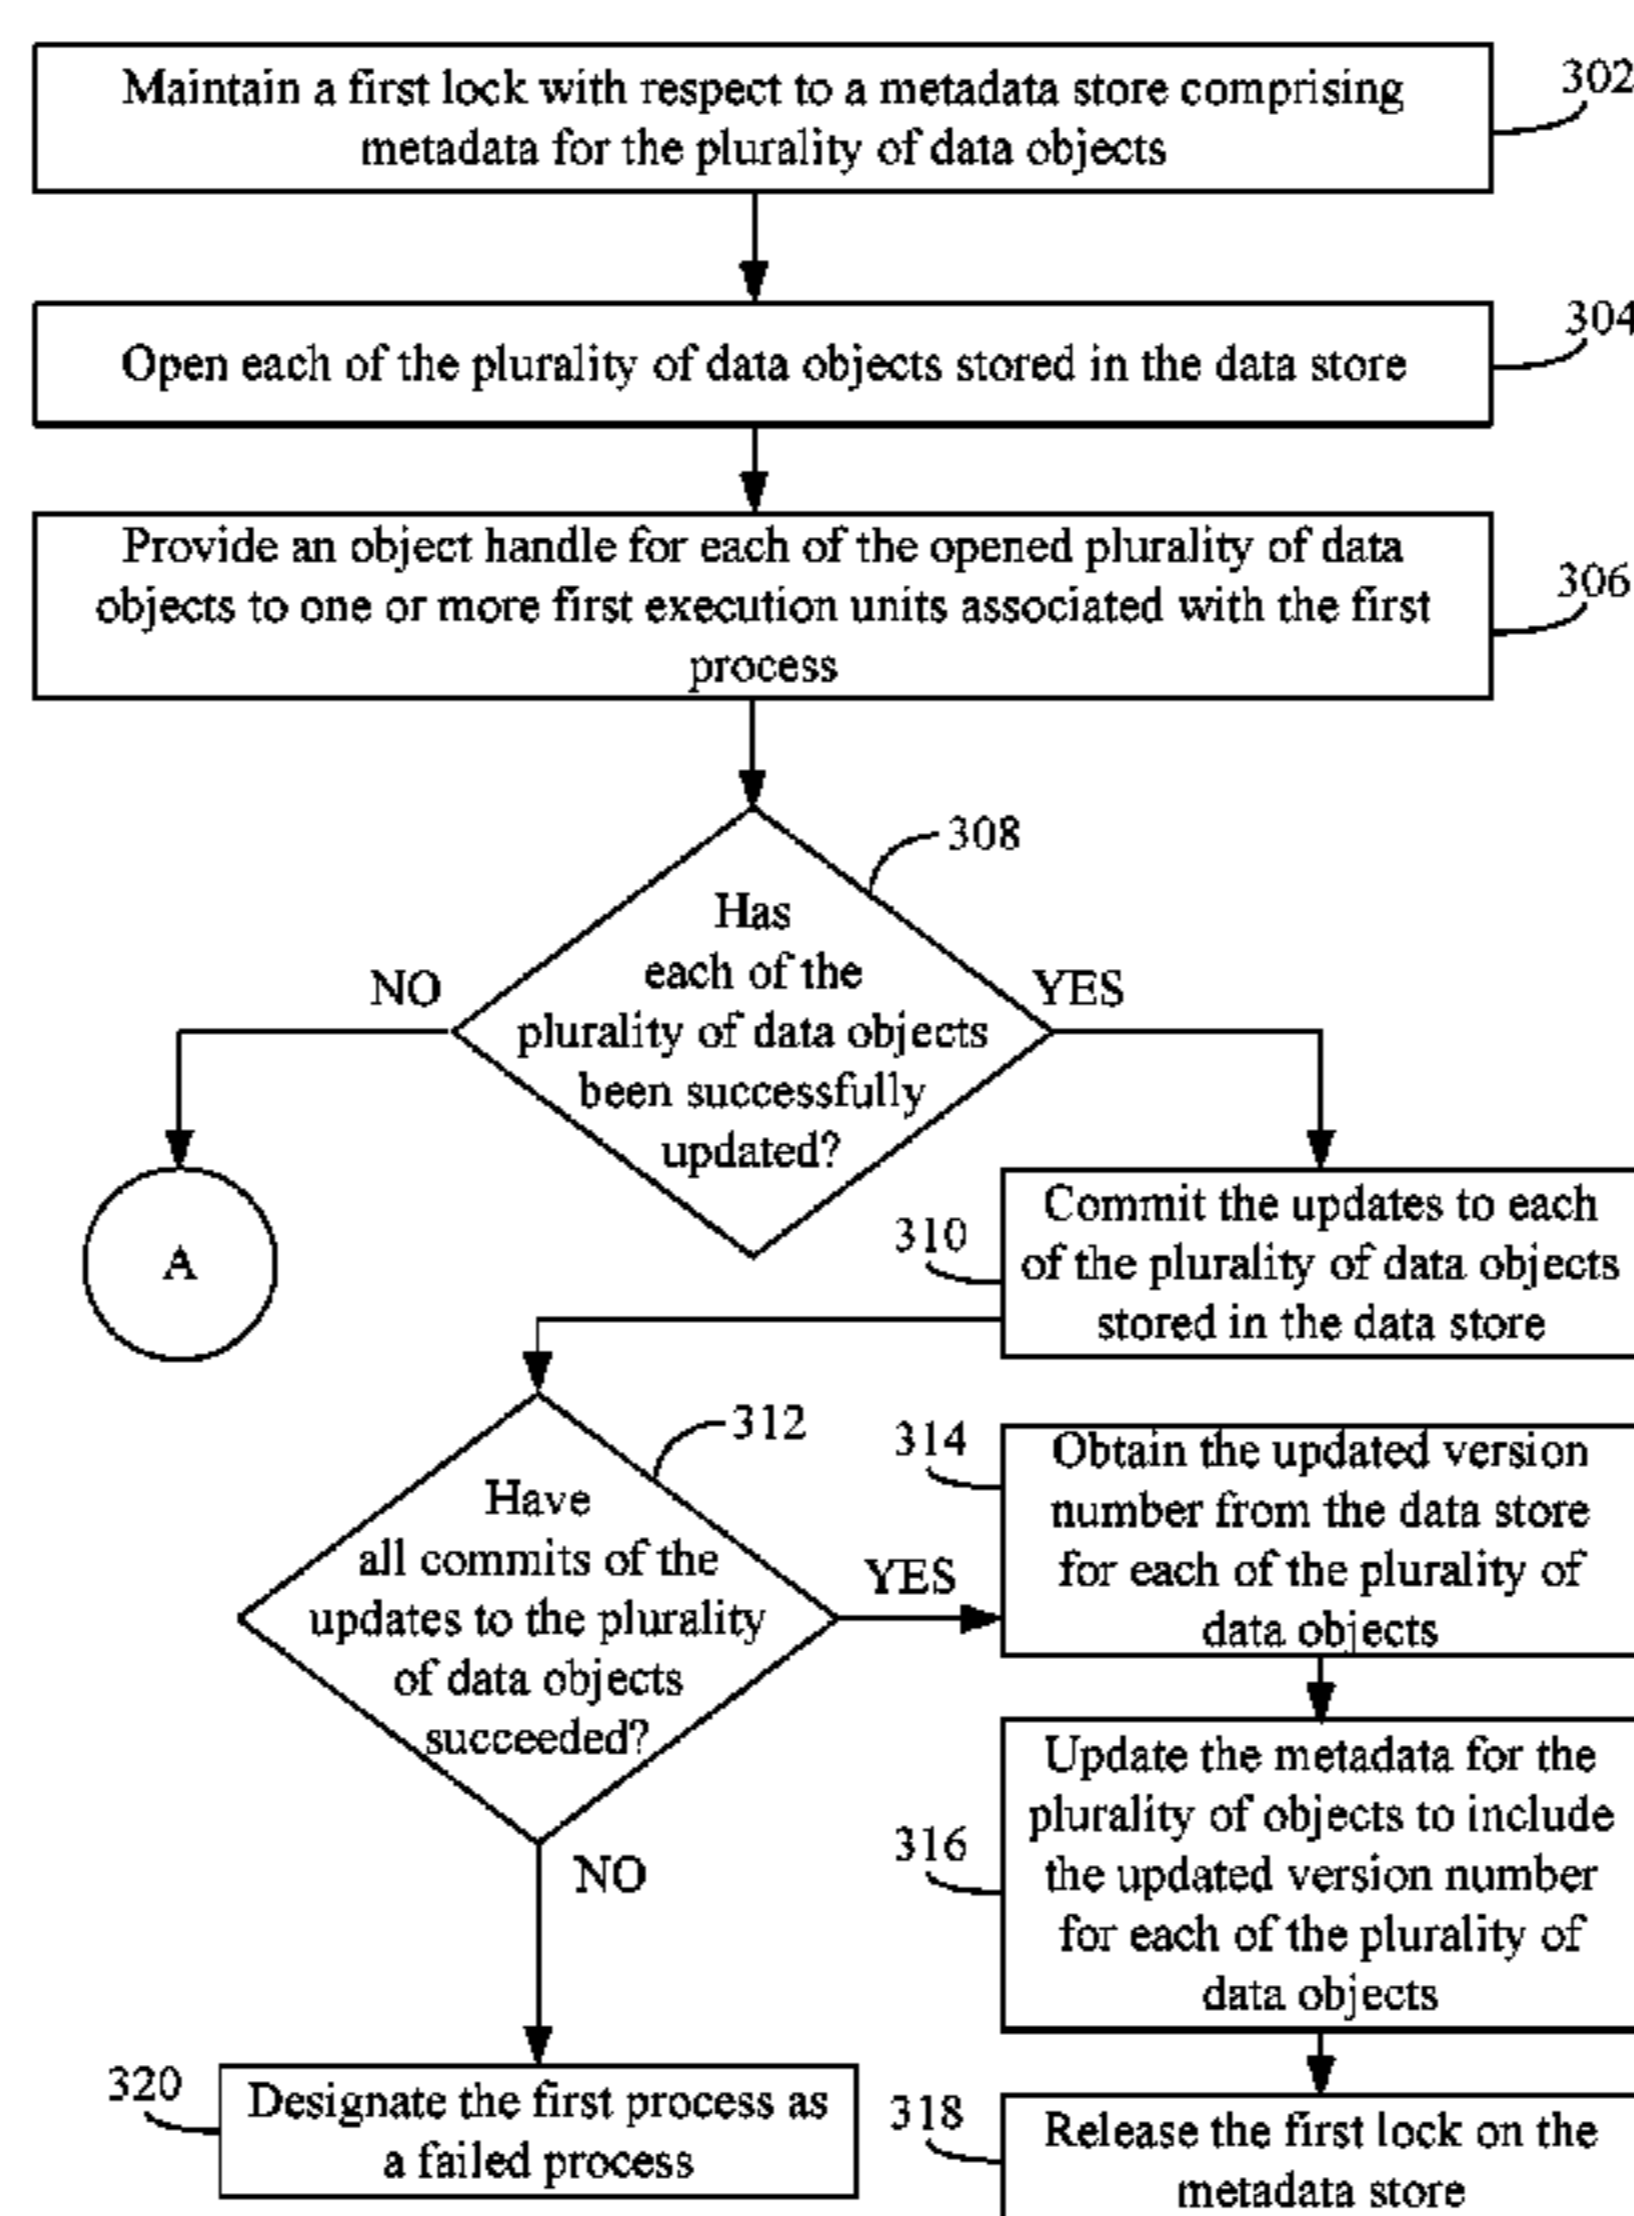 Maintain a first lock with respect to a metadata store comprising
metadata for the plurality of data objects
302
Open each of the plurality of data objects stored in the data store
304
Provide an object handle for each of the opened plurality of data
objects to one or more first execution units associated with the first
process
306
308
Has
each of the
plurality of data objects
been successfully
updated?
NO
YES
A
310
Commit the updates to each
of the plurality of data objects
stored in the data store
312
Have
all commits of the
updates to the plurality
of data objects
succeeded?
YES
NO
314
Obtain the updated version
number from the data store
for each of the plurality of
data objects
316
Update the metadata for the
plurality of objects to include
the updated version number
for each of the plurality of
data objects
320
Designate the first process as
a failed process
318
Release the first lock on the
metadata store